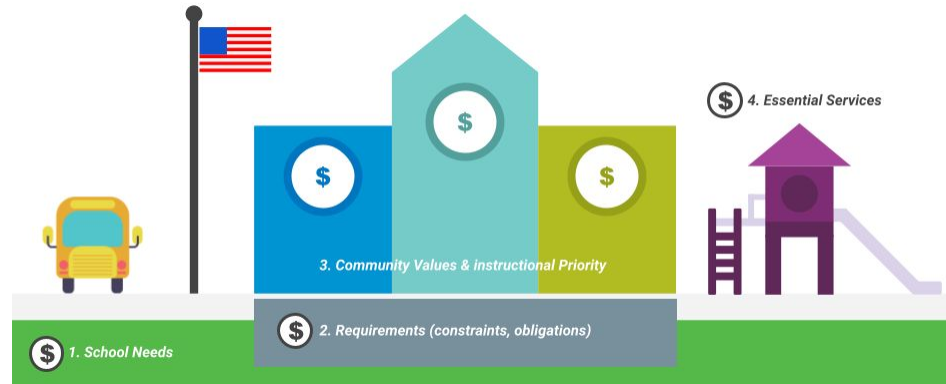 $
$
$
$ 4. Essential Services
3. Community Values & instructional Priority
$ 2. Requirements (constraints, obligations)
$ 1. School Needs